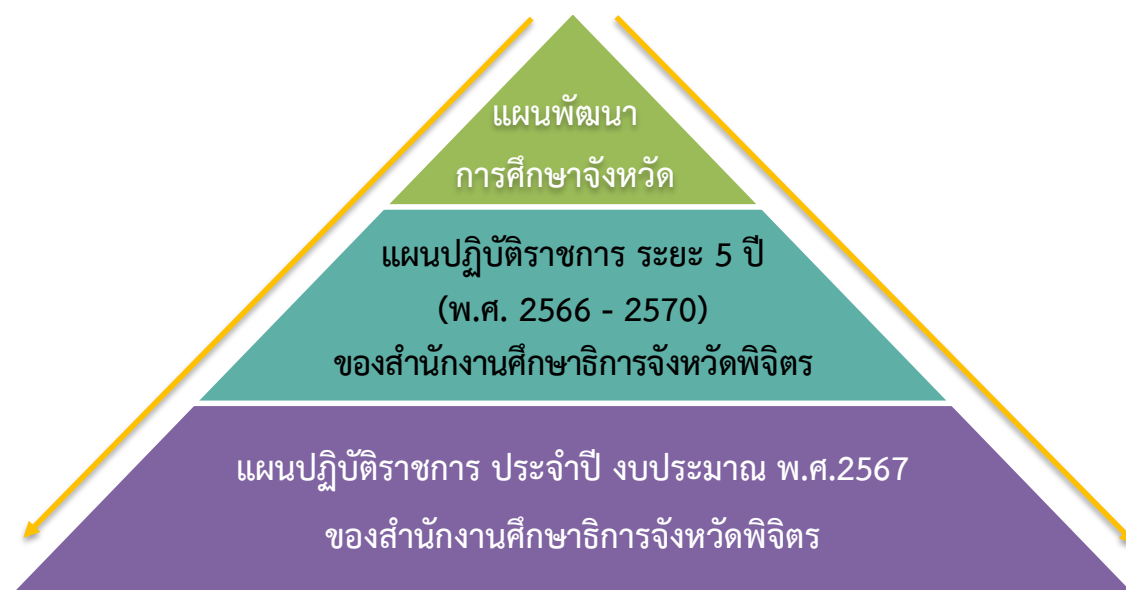 แผนพัฒนา
การศึกษาจังหวัด
แผนปฏิบัติราชการ ระยะ 5 ปี
(พ.ศ. 2566 - 2570)
ของสำนักงานศึกษาธิการจังหวัดพิจิตร
แผนปฏิบัติราชการ ประจำปี งบประมาณ พ.ศ.2567
ของสำนักงานศึกษาธิการจังหวัดพิจิตร